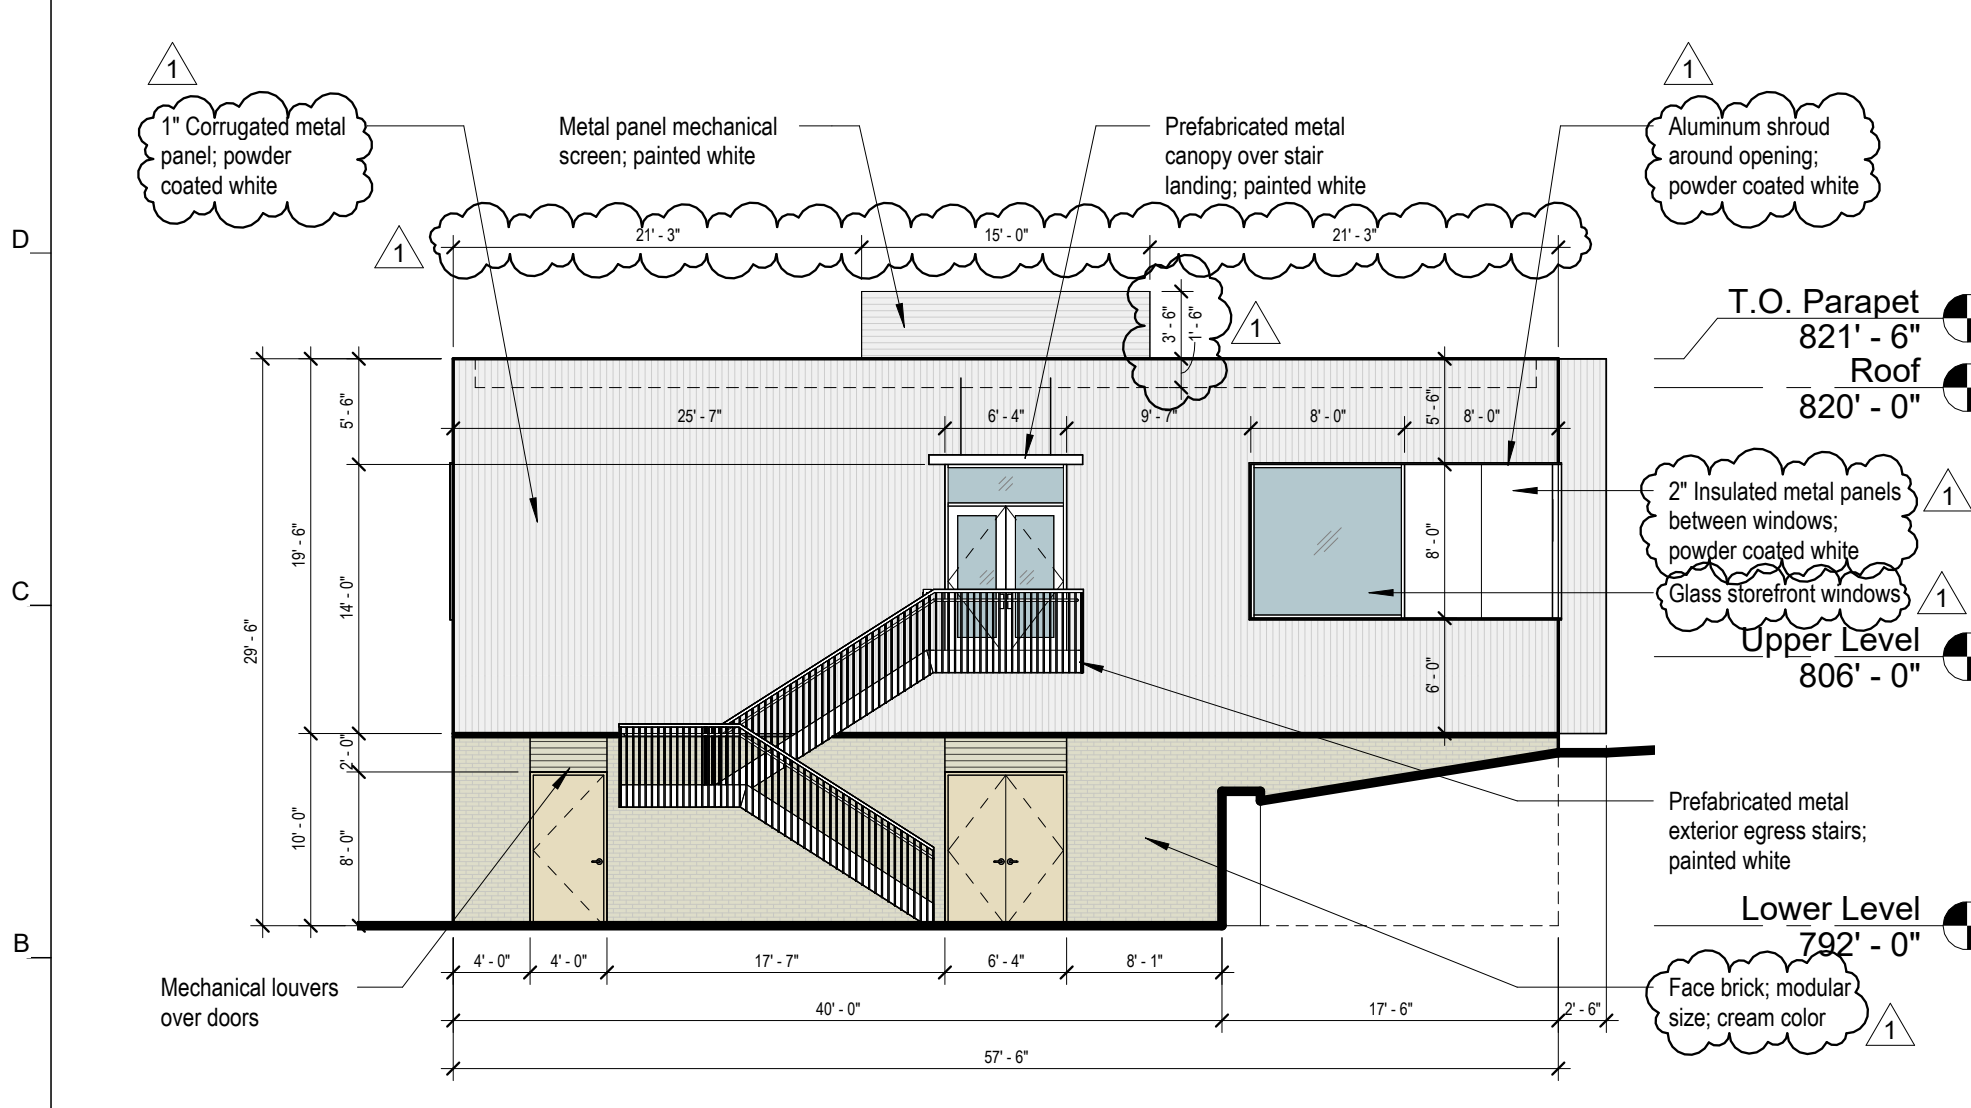 1
1" Corrugated metal
panel; powder
coated white
Metal panel mechanical
screen; painted white
Prefabricated metal
canopy over stair
landing; painted white
1
Aluminum shroud
around opening;
powder coated white
D
1
21' - 3"
15' - 0"
21' - 3"
3' - 6"
1' - 6"
1
T.O. Parapet
821' - 6"
Roof
820' - 0"
5' - 6"
25' - 7"
6' - 4"
9' - 7"
8' - 0"
5' - 6"
8' - 0"
2" Insulated metal panels
between windows;
powder coated white
1
19' - 6"
8' - 0"
C
14' - 0"
Glass storefront windows
1
29' - 6"
Upper Level
806' - 0"
6' - 0"
2' - 0"
10' - 0"
8' - 0"
Prefabricated metal
exterior egress stairs;
painted white
Lower Level
792' - 0"
B
4' - 0"
4' - 0"
17' - 7"
6' - 4"
8' - 1"
Mechanical louvers
over doors
Face brick; modular
size; cream color
1
40' - 0"
17' - 6"
2' - 6"
57' - 6"